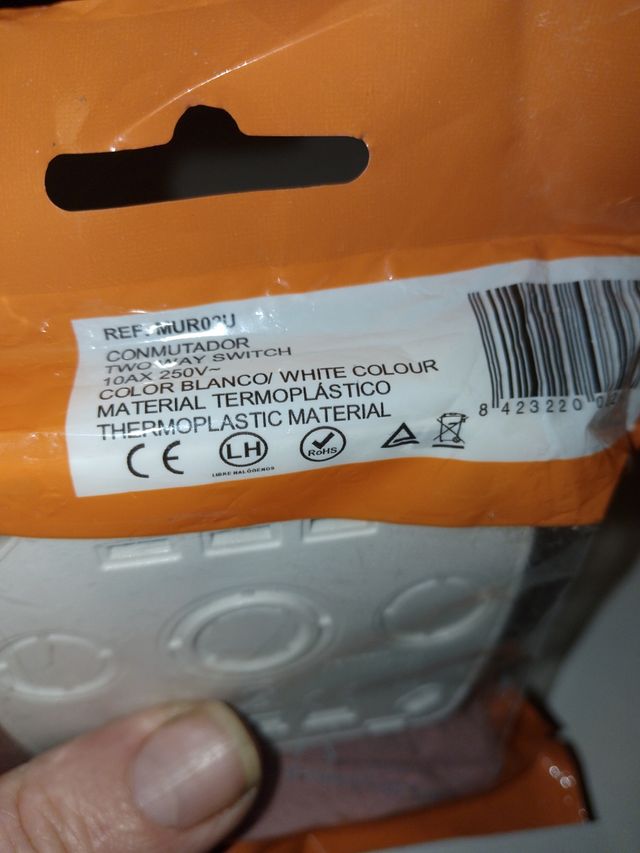 REF. 
CONMUTADOR
TWO WAY SWITCH
10AX 250V~
COLOR BLANCO/ WHITE COLOUR
MATERIAL TERMOPLÁSTICO
THERMOPLASTIC MATERIAL
CE LH RoHS
LIBRE HALÓGENOS
8 423220